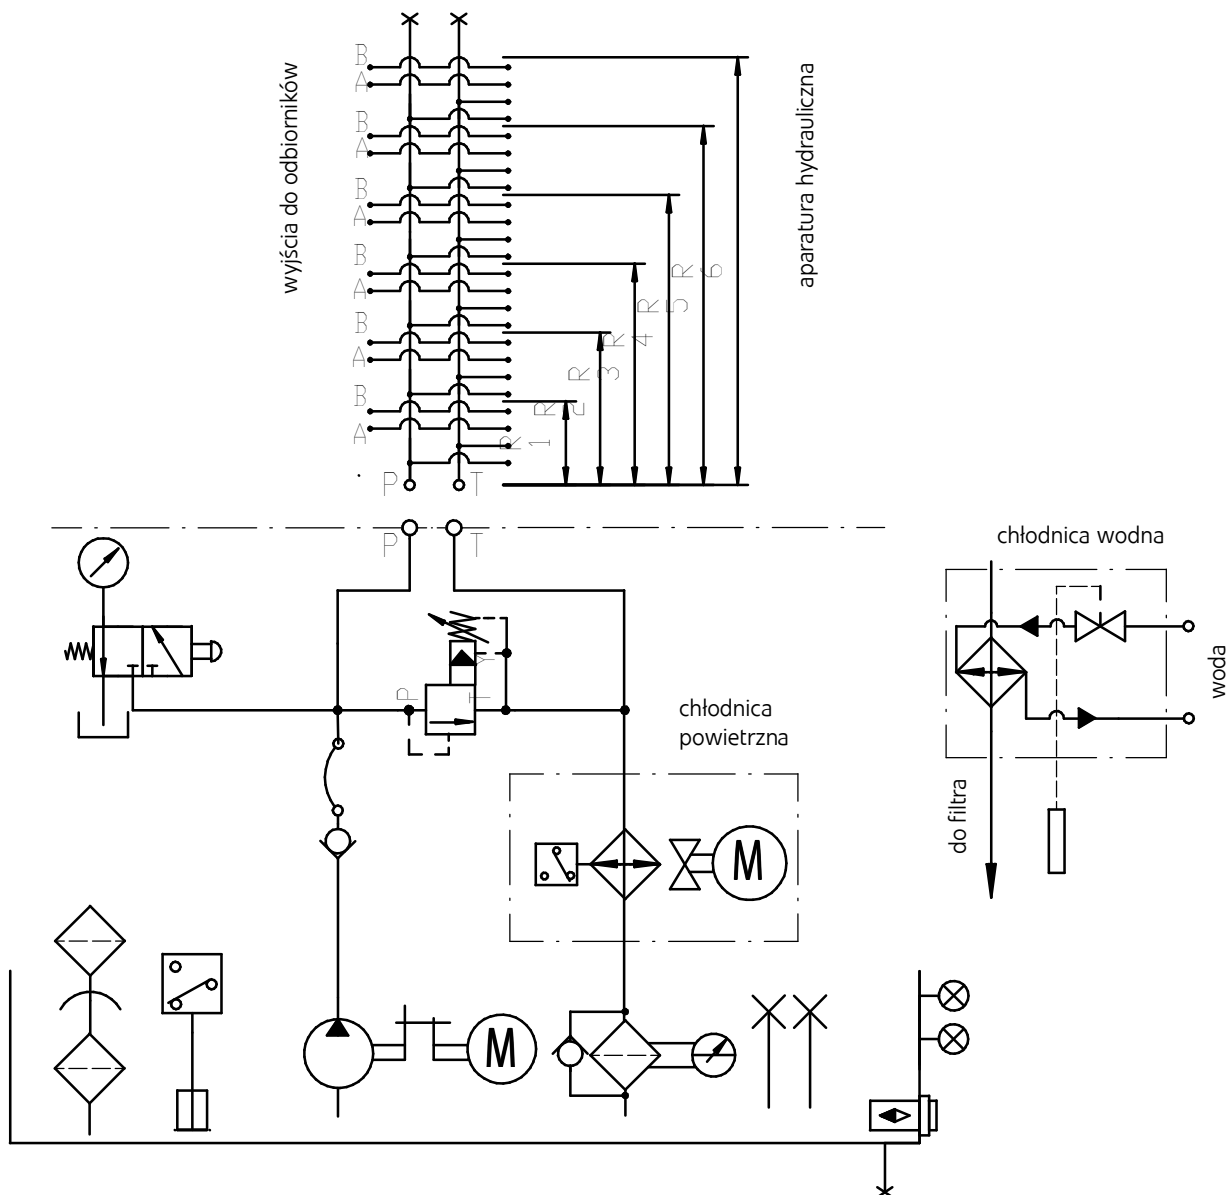 wyjścia do odbiorników
B
A
B
A
B
A
B
A
B
A
B
A
aparatura hydrauliczna
R 6
R 5
R 4
R 3
R 2
R 1
P T
P T
chłodnica wodna
woda
do filtra
Y
P T
chłodnica
powietrzna
M
M